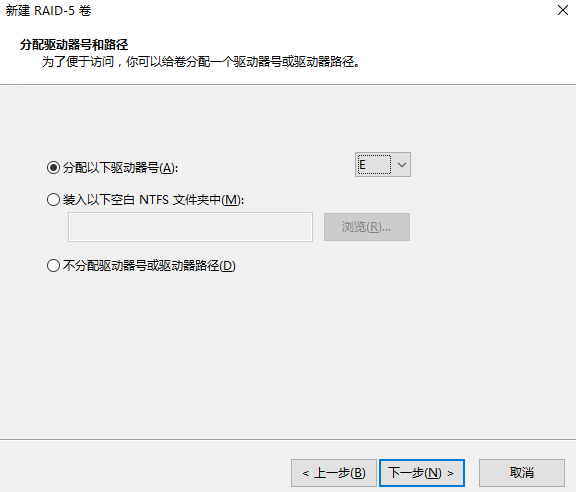 新建 RAID-5 卷
分配驱动器号和路径
为了便于访问，你可以给卷分配一个驱动器号或驱动器路径。
分配以下驱动器号(A): E
装入以下空白 NTFS 文件夹中(M):
浏览(R)...
不分配驱动器号或驱动器路径(D)
< 上一步(B) 下一步(N) > 取消